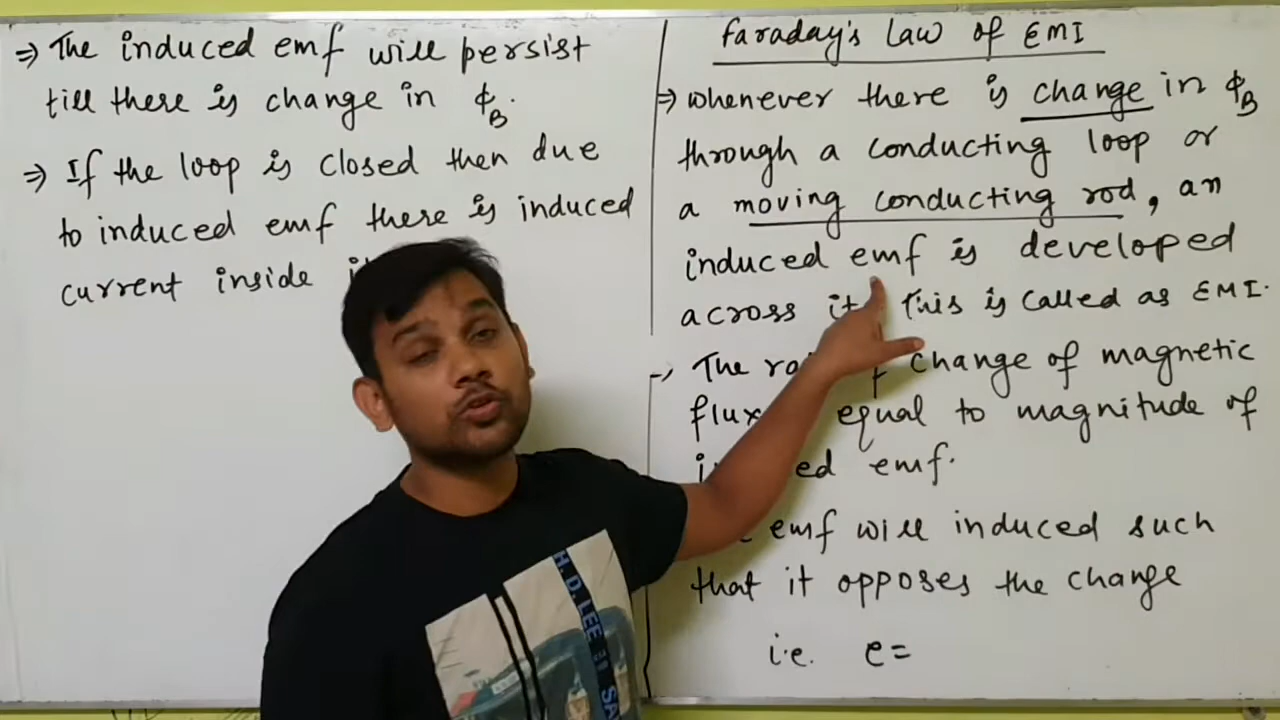 ⇒ The induced emf will persist
till there is change in ϕ_B.
⇒ If the loop is closed then due
to induced emf there is induced
current inside
Faraday's Law of EMI
⇒ Whenever there is change in ϕ_B
through a conducting loop or
a moving conducting rod, an
induced emf is developed
across it. This is called as EMI.
→ The change of magnetic
flux equal to magnitude of
emf.
emf will induced such
that it opposes the change
i.e. e=
H. D. LEE